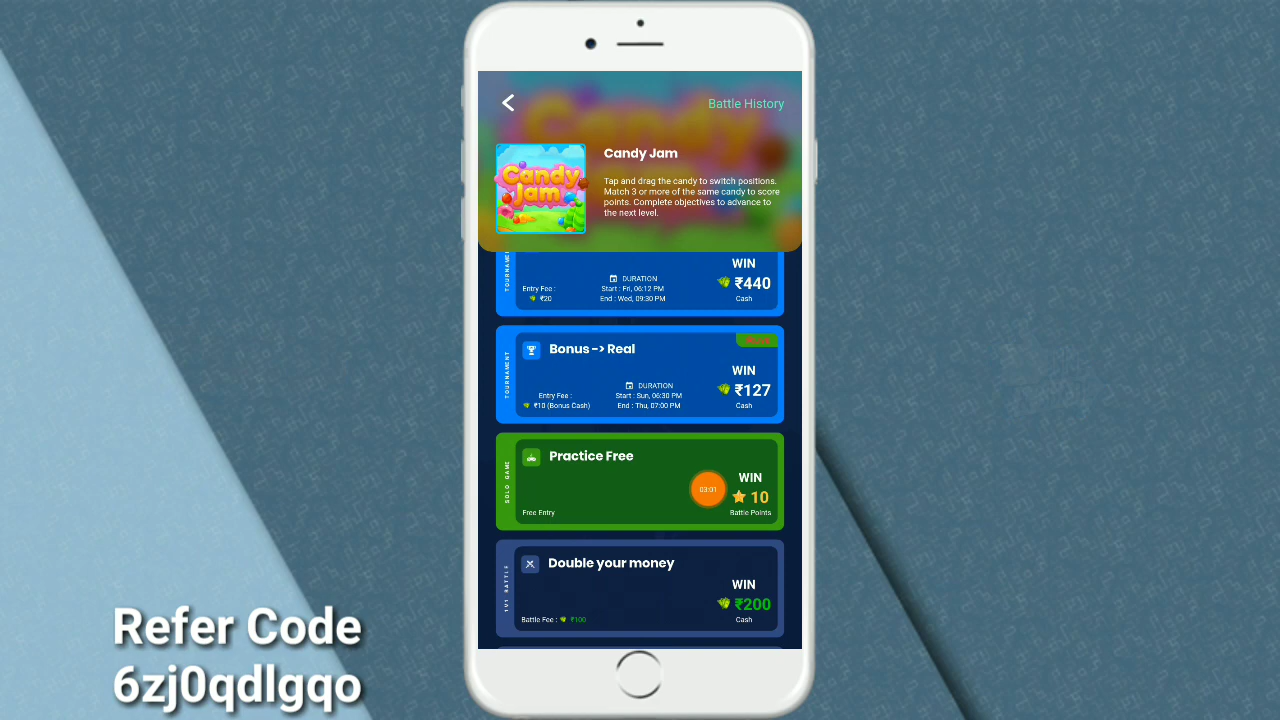 Battle History
Candy Jam
Candy
Jam
Tap and drag the candy to switch positions.
Match 3 or more of the same candy to score
points. Complete objectives to advance to
the next level.
WIN
DURATION
₹440
Entry Fee :
Start : Fri, 06:12 PM
₹20
End : Wed, 09:30 PM
Cash
TOURNAMENT
Bonus -> Real
WIN
DURATION
₹127
Entry Fee :
Start : Sun, 06:30 PM
₹10 (Bonus Cash)
End : Thu, 07:00 PM
Cash
SOLO GAME
Practice Free
WIN
03:01
10
Free Entry
Battle Points
1V1 BATTLE
Double your money
WIN
₹200
Battle Fee : ₹100
Cash
Refer Code
6zj0qdlgqo